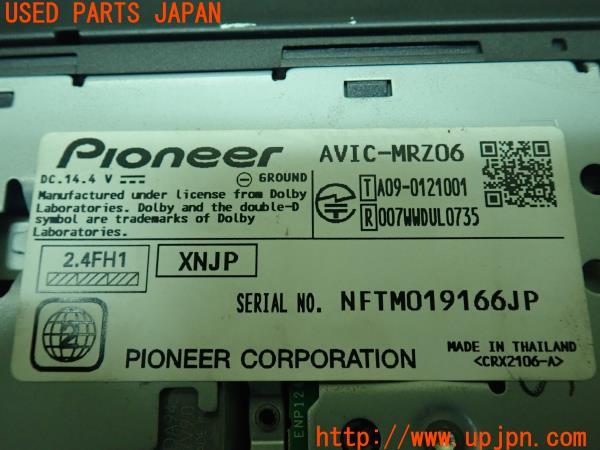 USED PARTS JAPAN
Pioneer
AVIC-MRZ06
DC.14.4 V
GROUND
Manufactured under license from Dolby
Laboratories. Dolby and the double-D
symbol are trademarks of Dolby
Laboratories.
T A09-0121001
R 007WWDUL0735
2.4FH1
XNJP
SERIAL NO. NFTM019166JP
2
PIONEER CORPORATION
MADE IN THAILAND
<CRX2106-A>
ENP12
UPJ http://www.upjpn.com/